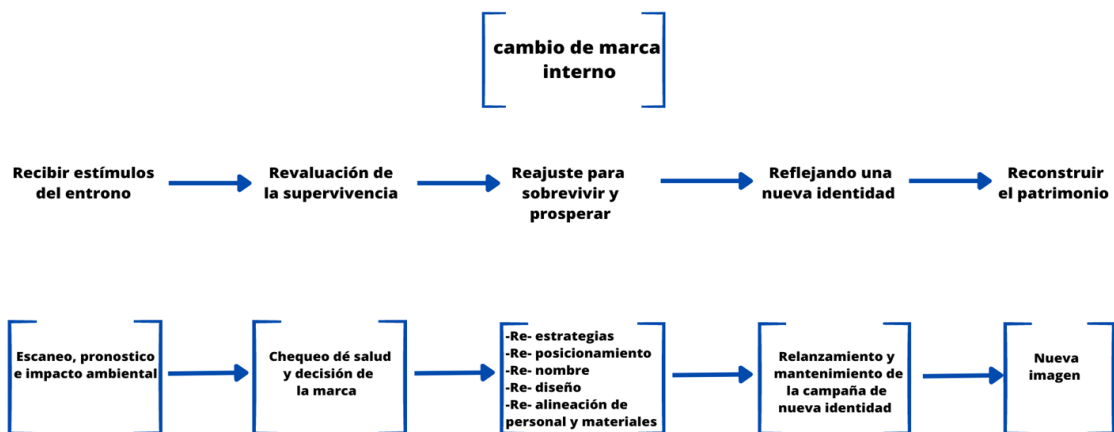 cambio de marca
interno
Recibir estímulos
del entrono
Revaluación de
la supervivencia
Reajuste para
sobrevivir y
prosperar
Reflejando una
nueva identidad
Reconstruir
el patrimonio
Escaneo, pronostico
e impacto ambiental
Chequeo dé salud
y decisión de
la marca
-Re- estrategias
-Re- posicionamiento
-Re- nombre
-Re- diseño
-Re- alineación de
personal y materiales
Relanzamiento y
mantenimiento de
la campaña de
nueva identidad
Nueva
imagen